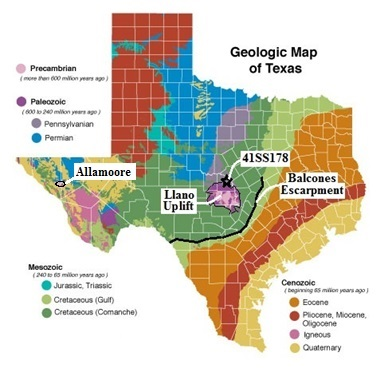 Geologic Map
of Texas
Precambrian
( more than 600 million years ago )
Paleozoic
( 600 to 240 million years ago )
Pennsylvanian
Permian
41SS178
Allamoore
Balcones
Escarpment
Llano
Uplift
Mesozoic
( 240 to 65 million years ago )
Jurassic, Triassic
Cretaceous (Gulf)
Cretaceous (Comanche)
Cenozoic
( beginning 65 million years ago )
Eocene
Pliocene, Miocene,
Oligocene
Igneous
Quaternary